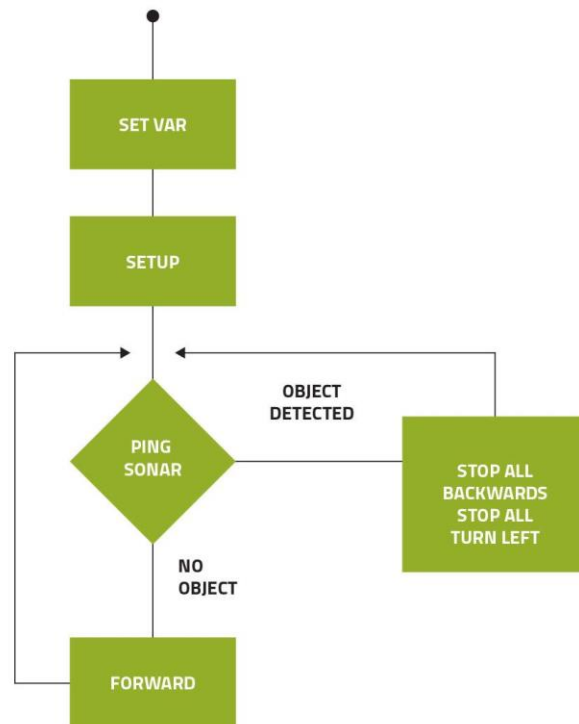 SET VAR
SETUP
OBJECT
DETECTED
PING
SONAR
STOP ALL
BACKWARDS
STOP ALL
TURN LEFT
NO
OBJECT
FORWARD